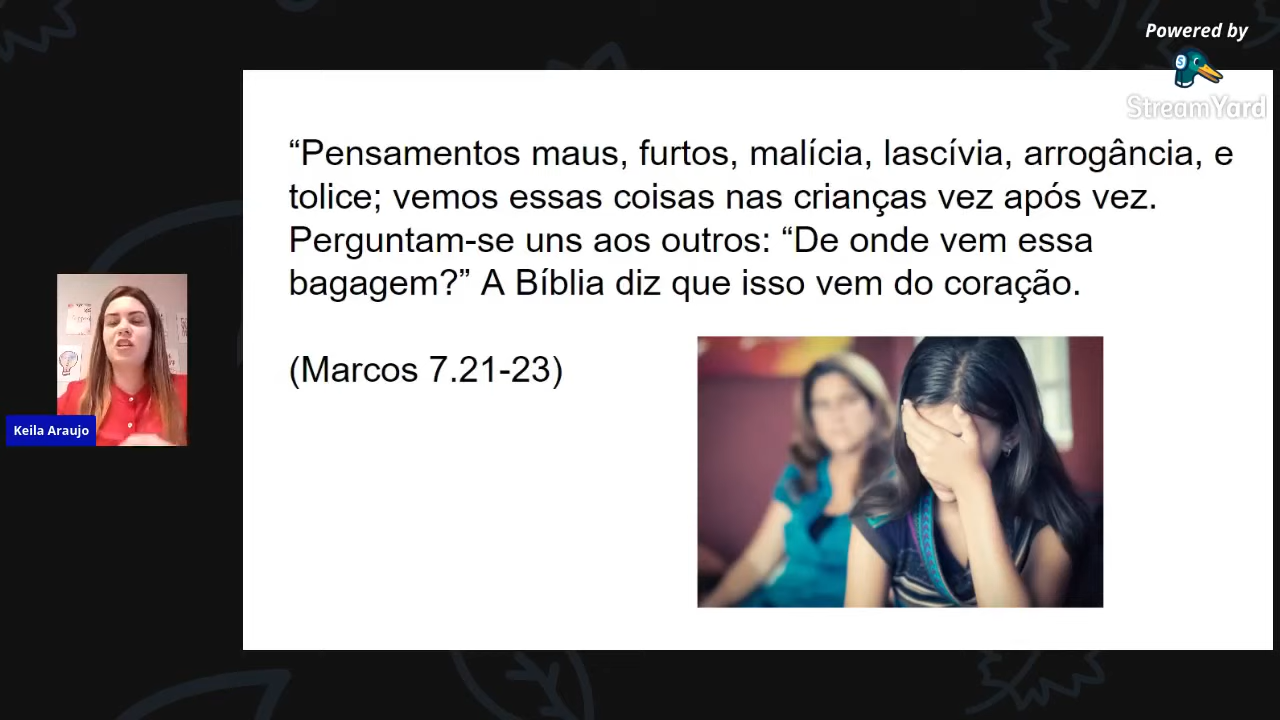 Powered by
StreamYard
“Pensamentos maus, furtos, malícia, lascívia, arrogância, e
tolice; vemos essas coisas nas crianças vez após vez.
Perguntam-se uns aos outros: “De onde vem essa
bagagem?” A Bíblia diz que isso vem do coração.
(Marcos 7.21-23)
Keila Araujo